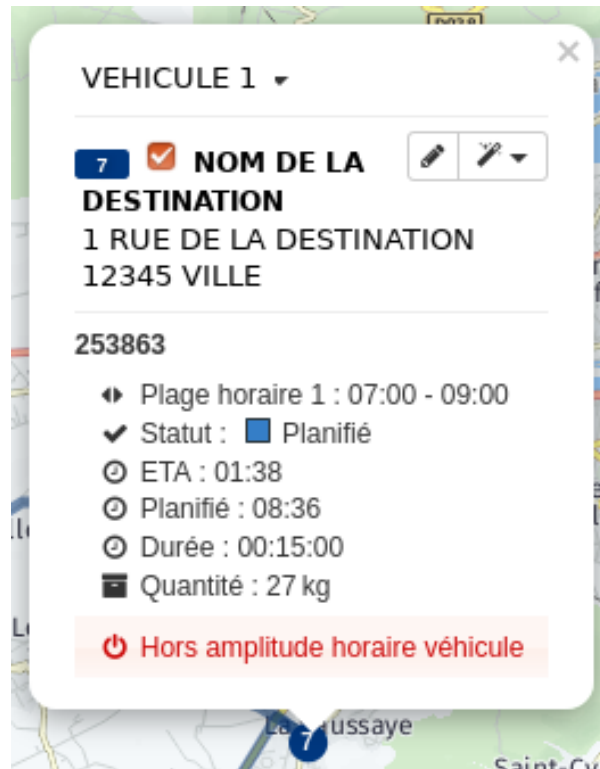 D928
×
VEHICULE 1
7 NOM DE LA
DESTINATION
1 RUE DE LA DESTINATION
12345 VILLE
253863
Plage horaire 1 : 07:00 - 09:00
Statut : Planifié
ETA : 01:38
Planifié : 08:36
Durée : 00:15:00
Quantité : 27 kg
Hors amplitude horaire véhicule
7